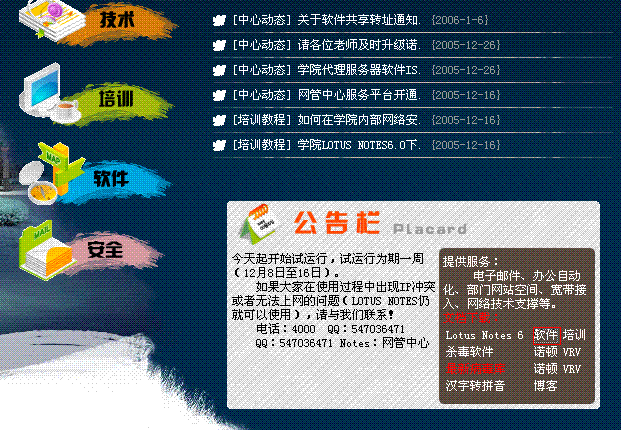 技术
[中心动态] 关于软件共享转址通知. {2006-1-6}
[中心动态] 请各位老师及时升级诺. {2005-12-26}
[中心动态] 学院代理服务器软件IS. {2005-12-26}
培训
[中心动态] 网管中心服务平台开通. {2005-12-16}
[培训教程] 如何在学院内部网络安. {2005-12-16}
[培训教程] 学院LOTUS NOTES6.0下. {2005-12-16}
MAP
软件
MAIL
安全
公告栏 Placard
今天起开始试运行，试运行为期一周
（12月8日至16日）。
如果大家在使用过程中出现IP冲突
或者无法上网的问题（LOTUS NOTES仍
就可以使用），请与我们联系！
电话：4000 QQ：547036471
QQ：547036471 Notes：网管中心
提供服务：
电子邮件、办公自动
化、部门网站空间、宽带接
入、网络技术支撑等。
Lotus Notes 6 软件 培训
杀毒软件 诺顿 VRV
诺顿 VRV
汉字转拼音 博客